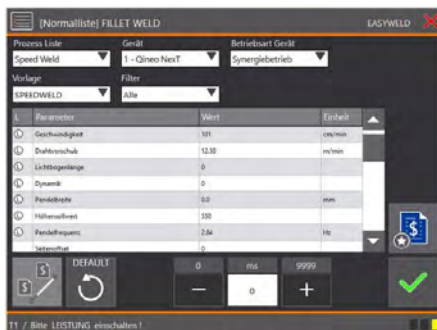 [Normalliste] FILLET WELD EASYWELD
Prozess Liste Gerät Betriebsart Gerät
Speed Weld 1 - Qineo NexT Synergiebetrieb
Vorlage Filter
SPEEDWELD Alle
L Parameter Wert Einheit
L Geschwindigkeit 101 cm/min
L Drahtvorschub 12.50 m/min
L Lichtbogenlänge 0
L Dynamik 0
L Pendelbreite 0.0 mm
L Höhensollwert 550
L Pendelfrequenz 2.84 Hz
Seitenoffset 0
DEFAULT 0 ms 9999
0
T1 / Bitte LEISTUNG einschalten !